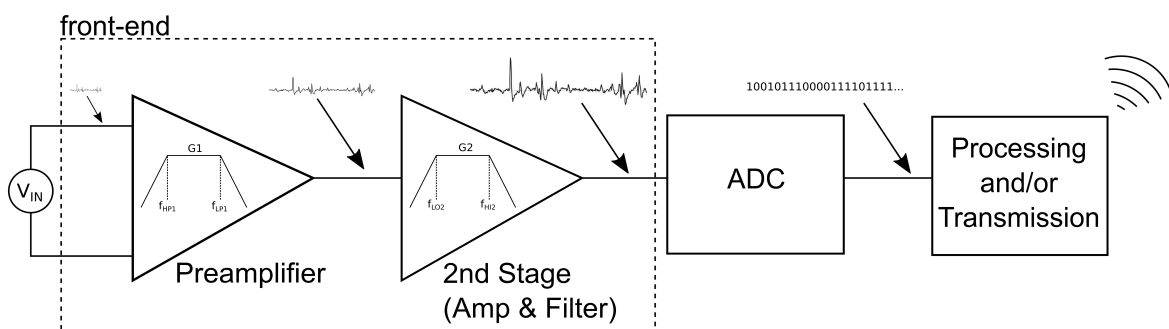 front-end
100101110000111101111...
G1
G2
V_IN
f_HP1
f_LP1
f_LO2
f_HI2
ADC
Processing
and/or
Transmission
Preamplifier
2nd Stage
(Amp & Filter)